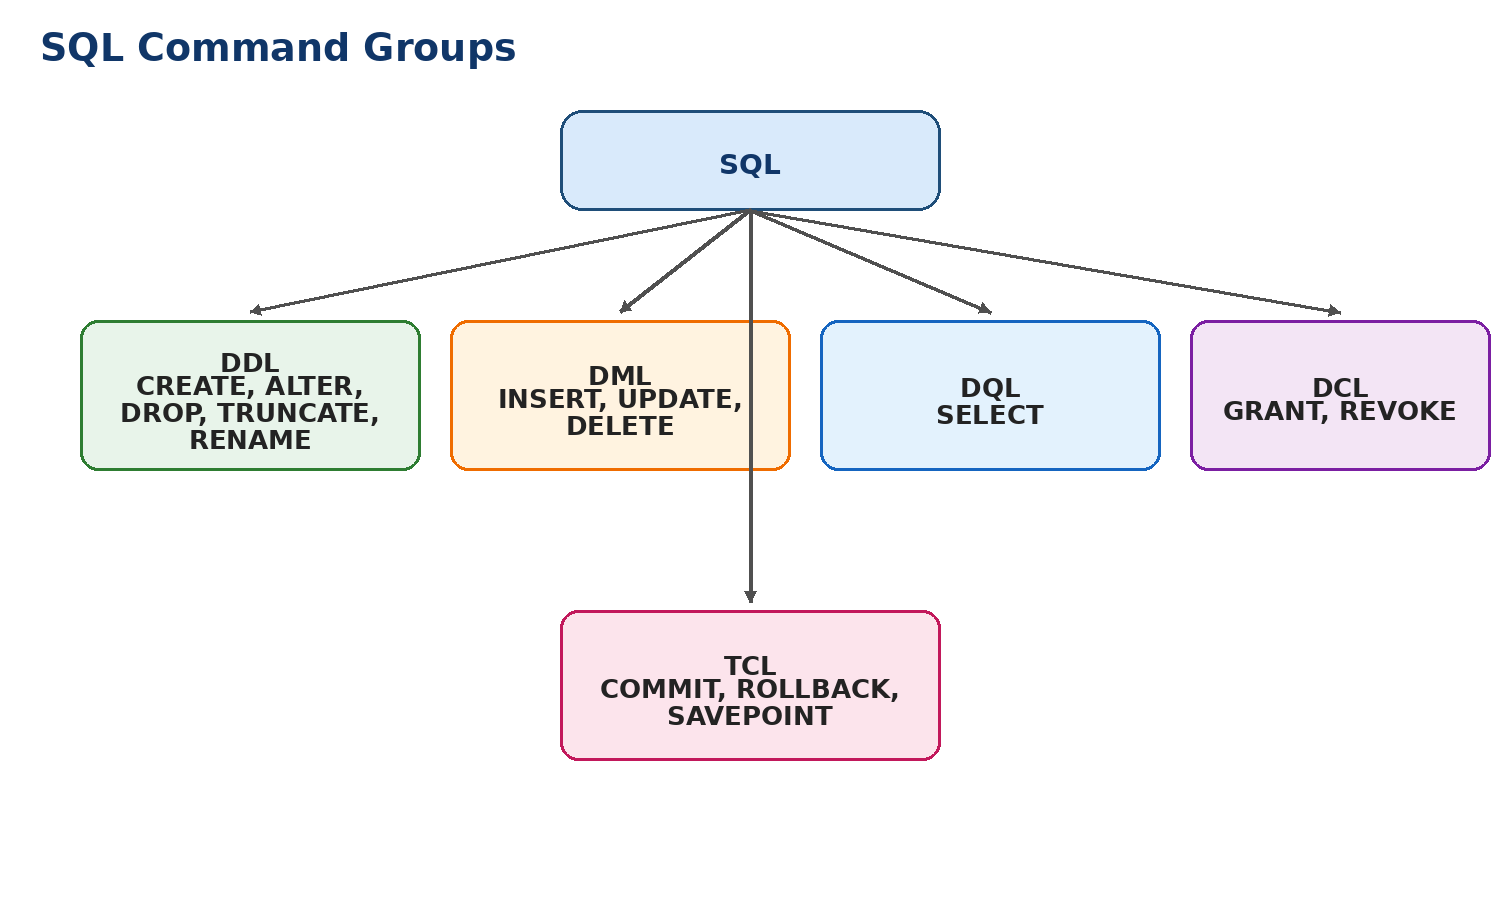 SQL Command Groups
SQL
DDL
CREATE, ALTER,
DROP, TRUNCATE,
RENAME
DML
INSERT, UPDATE,
DELETE
DQL
SELECT
DCL
GRANT, REVOKE
TCL
COMMIT, ROLLBACK,
SAVEPOINT